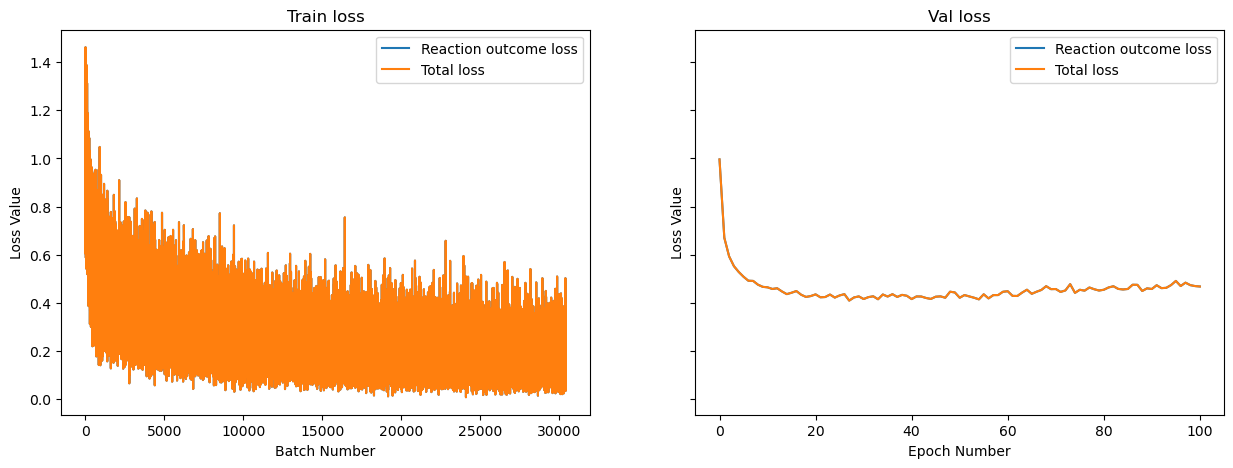 Train loss
Reaction outcome loss
Total loss
Loss Value
1.4
1.2
1.0
0.8
0.6
0.4
0.2
0.0
0
5000
10000
15000
20000
25000
30000
Batch Number
Val loss
Reaction outcome loss
Total loss
Loss Value
0
20
40
60
80
100
Epoch Number